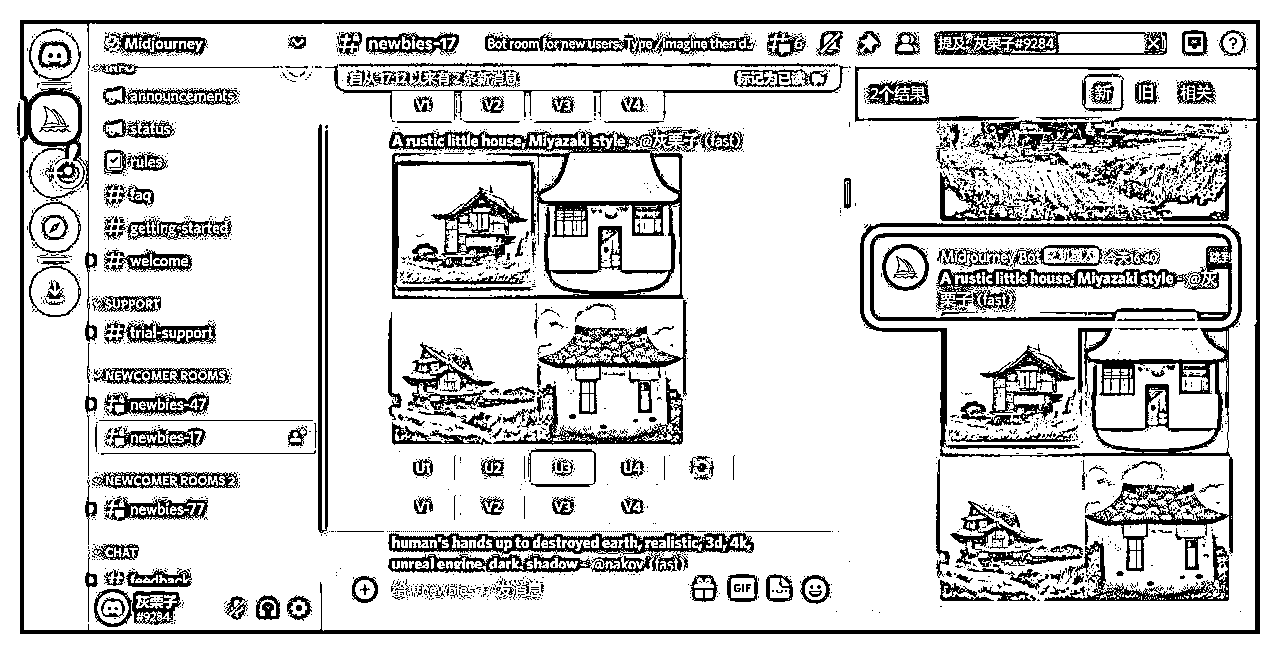 Midjourney
announcements
status
rules
faq
getting-started
welcome
SUPPORT
trial-support
NEWCOMER ROOMS
newbies-47
newbies-17
NEWCOMER ROOMS 2
newbies-77
CHAT
feedback
灰栗子
#9284
newbies-17
Bot room for new users. Type /imagine then d...
6
自从 17:12 以来有 2 条新消息
标记为已读
V1 V2 V3 V4
A rustic little house, Miyazaki style - @灰栗子 (fast)
U1 U2 U3 U4
V1 V2 V3 V4
human's hands up to destroyed earth, realistic, 3d, 4k,
unreal engine, dark, shadow - @nakov (fast)
给 #newbies-17 发消息
GIF
提及: 灰栗子#9284
2个结果
新 旧 相关
Midjourney Bot 今天16:40
A rustic little house, Miyazaki style - @灰
栗子 (fast)